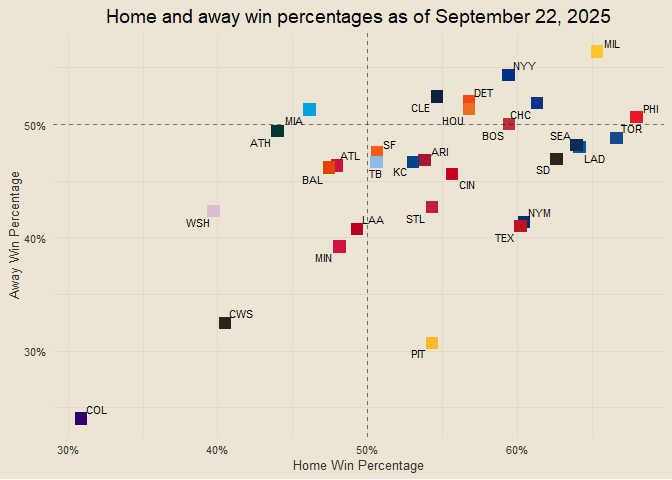 Home and away win percentages as of September 22, 2025
MIL
NYY
DET
CLE
PHI
MIA
HOU
CHC
50%
TOR
BOS
SEA
ATH
SF
ARI
ATL
LAD
SD
TB
KC
BAL
CIN
WSH
LAA
STL
NYM
40%
TEX
MIN
CWS
30%
PIT
COL
30%
40%
50%
60%
Home Win Percentage
Away Win Percentage